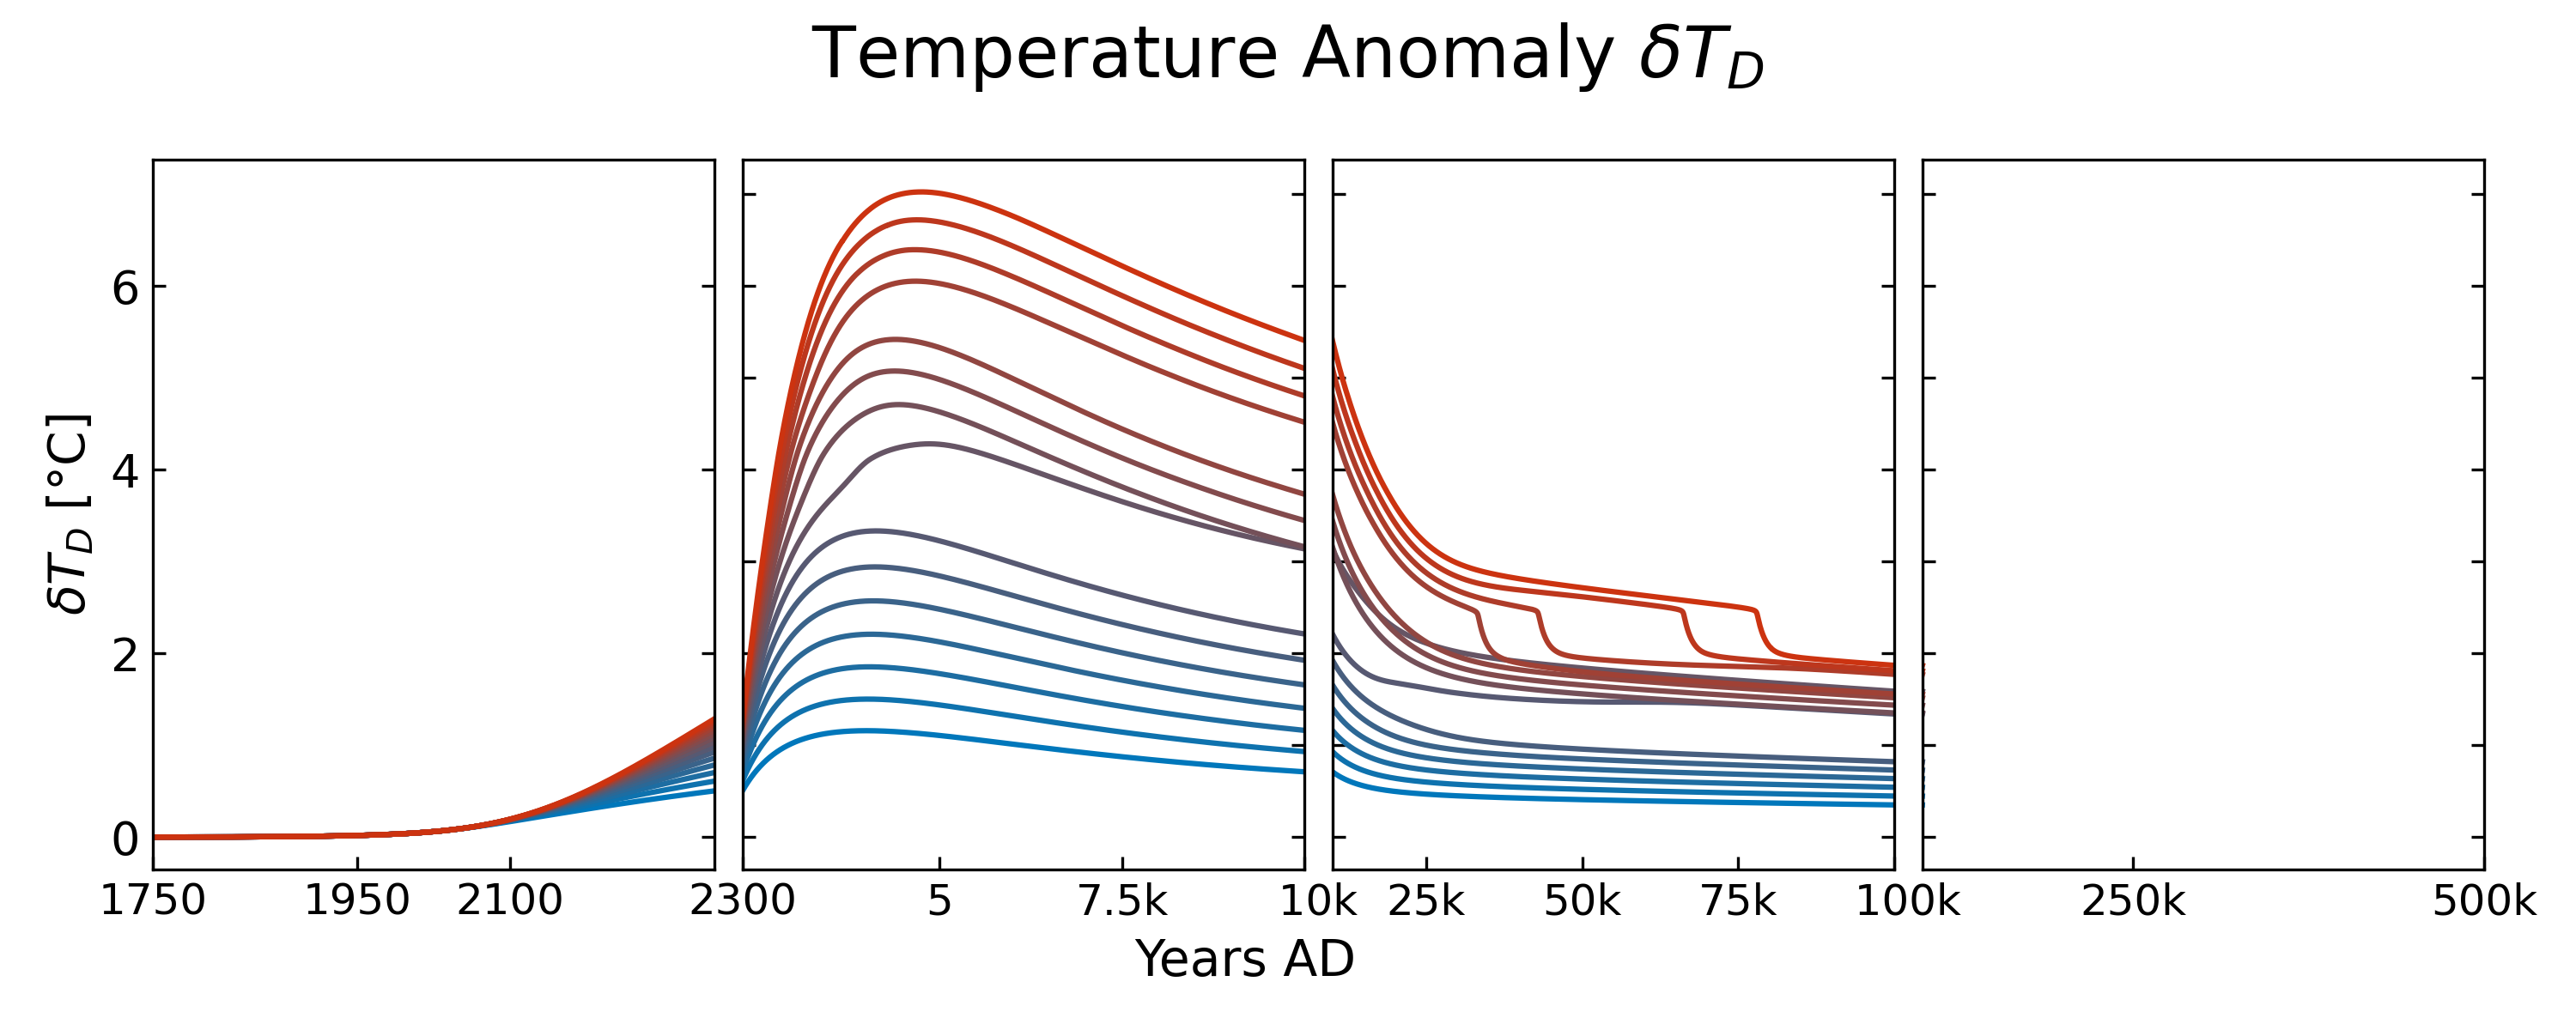 Temperature Anomaly δT_D
δT_D [°C]
6
4
2
0
1750 1950 2100 2300 5 7.5k 10k 25k 50k 75k 100k 250k 500k
Years AD